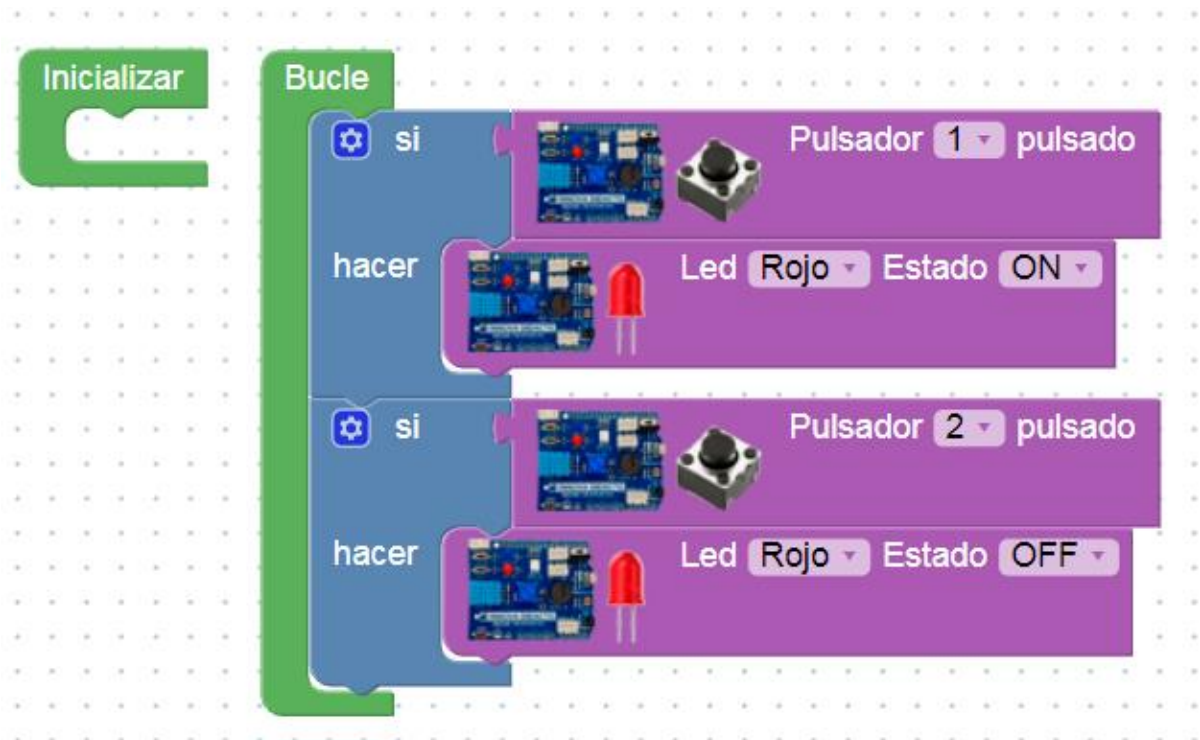 Inicializar
Bucle
si
Pulsador 1 pulsado
hacer
Led Rojo Estado ON
si
Pulsador 2 pulsado
hacer
Led Rojo Estado OFF